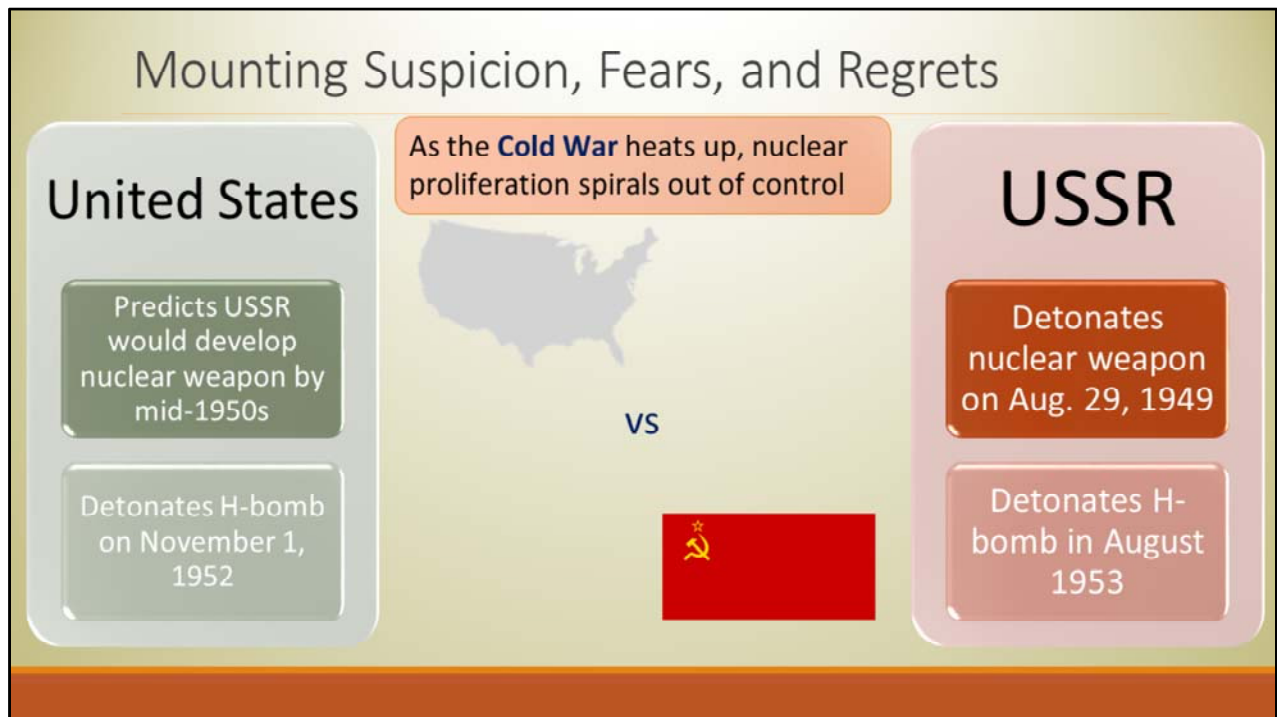 Mounting Suspicion, Fears, and Regrets
United States
Predicts USSR
would develop
nuclear weapon by
mid-1950s
Detonates H-bomb
on November 1,
1952
As the Cold War heats up, nuclear
proliferation spirals out of control
vs
USSR
Detonates
nuclear weapon
on Aug. 29, 1949
Detonates H-
bomb in August
1953